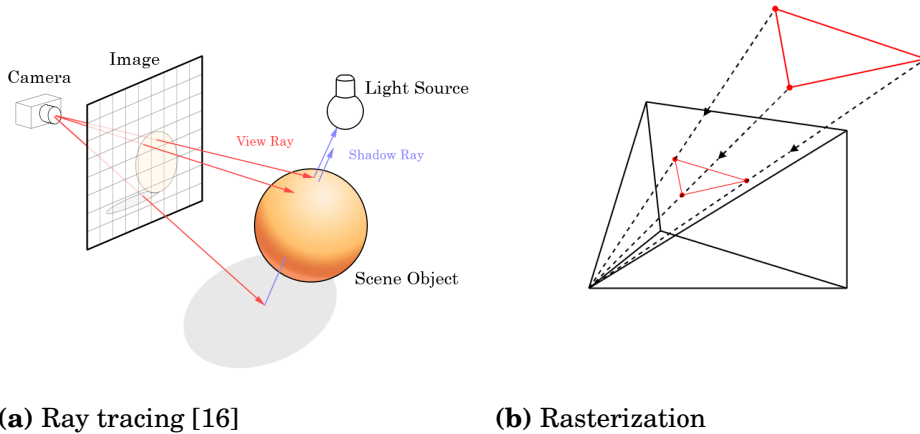 Camera
Image
Light Source
View Ray
Shadow Ray
Scene Object
(a) Ray tracing [16]
(b) Rasterization